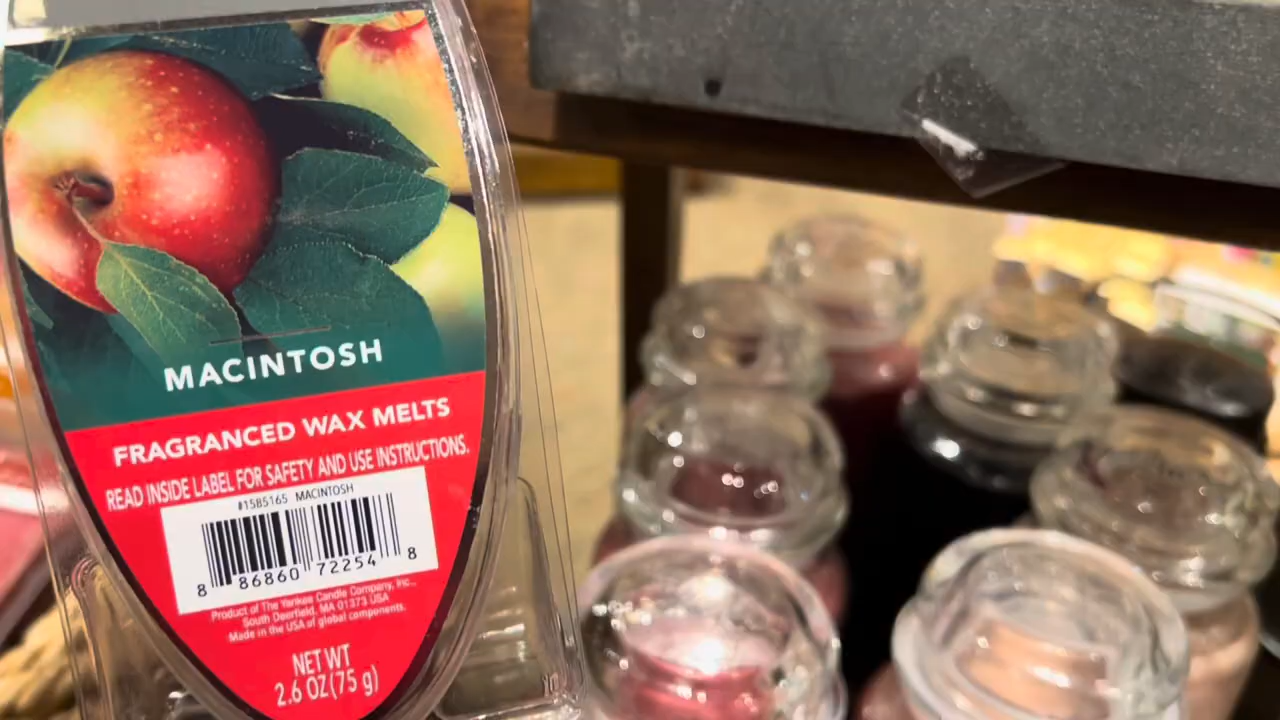 MACINTOSH
FRAGRANCED WAX MELTS
READ INSIDE LABEL FOR SAFETY AND USE INSTRUCTIONS.
#1585165 MACINTOSH
8 86860 72254 8
Product of The Yankee Candle Company, Inc.,
South Deerfield, MA 01373 USA
Made in the USA of global components.
NET WT
2.6 OZ (75 g)